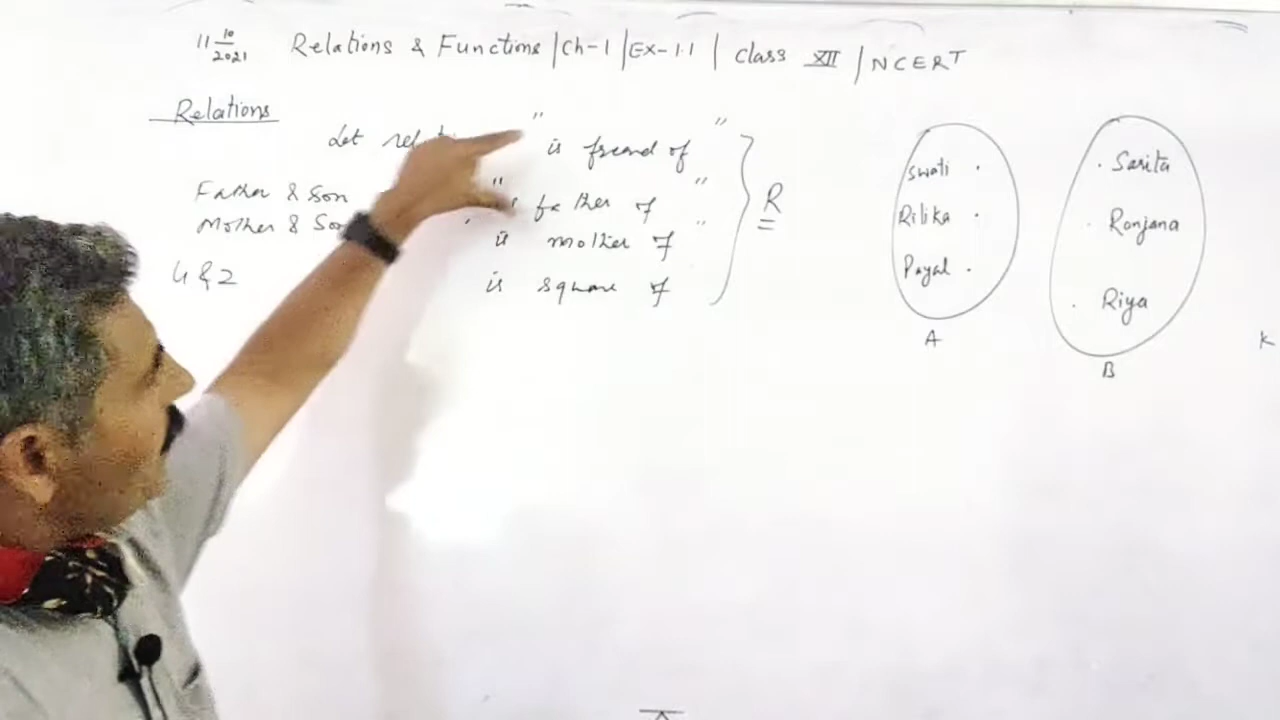 11 10/2021 Relations & Functions | Ch-1 | Ex-1.1 | Class XII | NCERT
Relations
Let "is friend of"
Father & Son father of "
Mother & So is mother of "
4 & 2 is square of
R
Swati
Ritika
Payal
A
Sarita
Ranjana
Riya
B
K